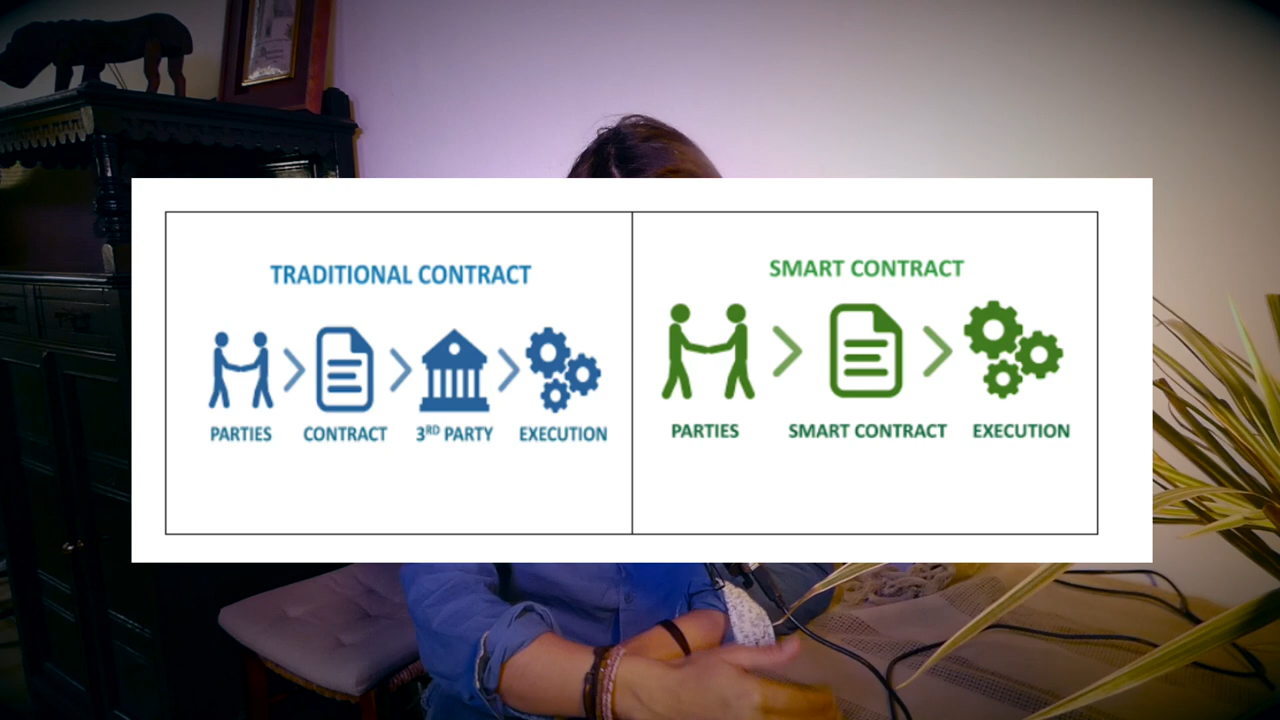 TRADITIONAL CONTRACT
PARTIES
CONTRACT
3RD PARTY
EXECUTION
SMART CONTRACT
PARTIES
SMART CONTRACT
EXECUTION